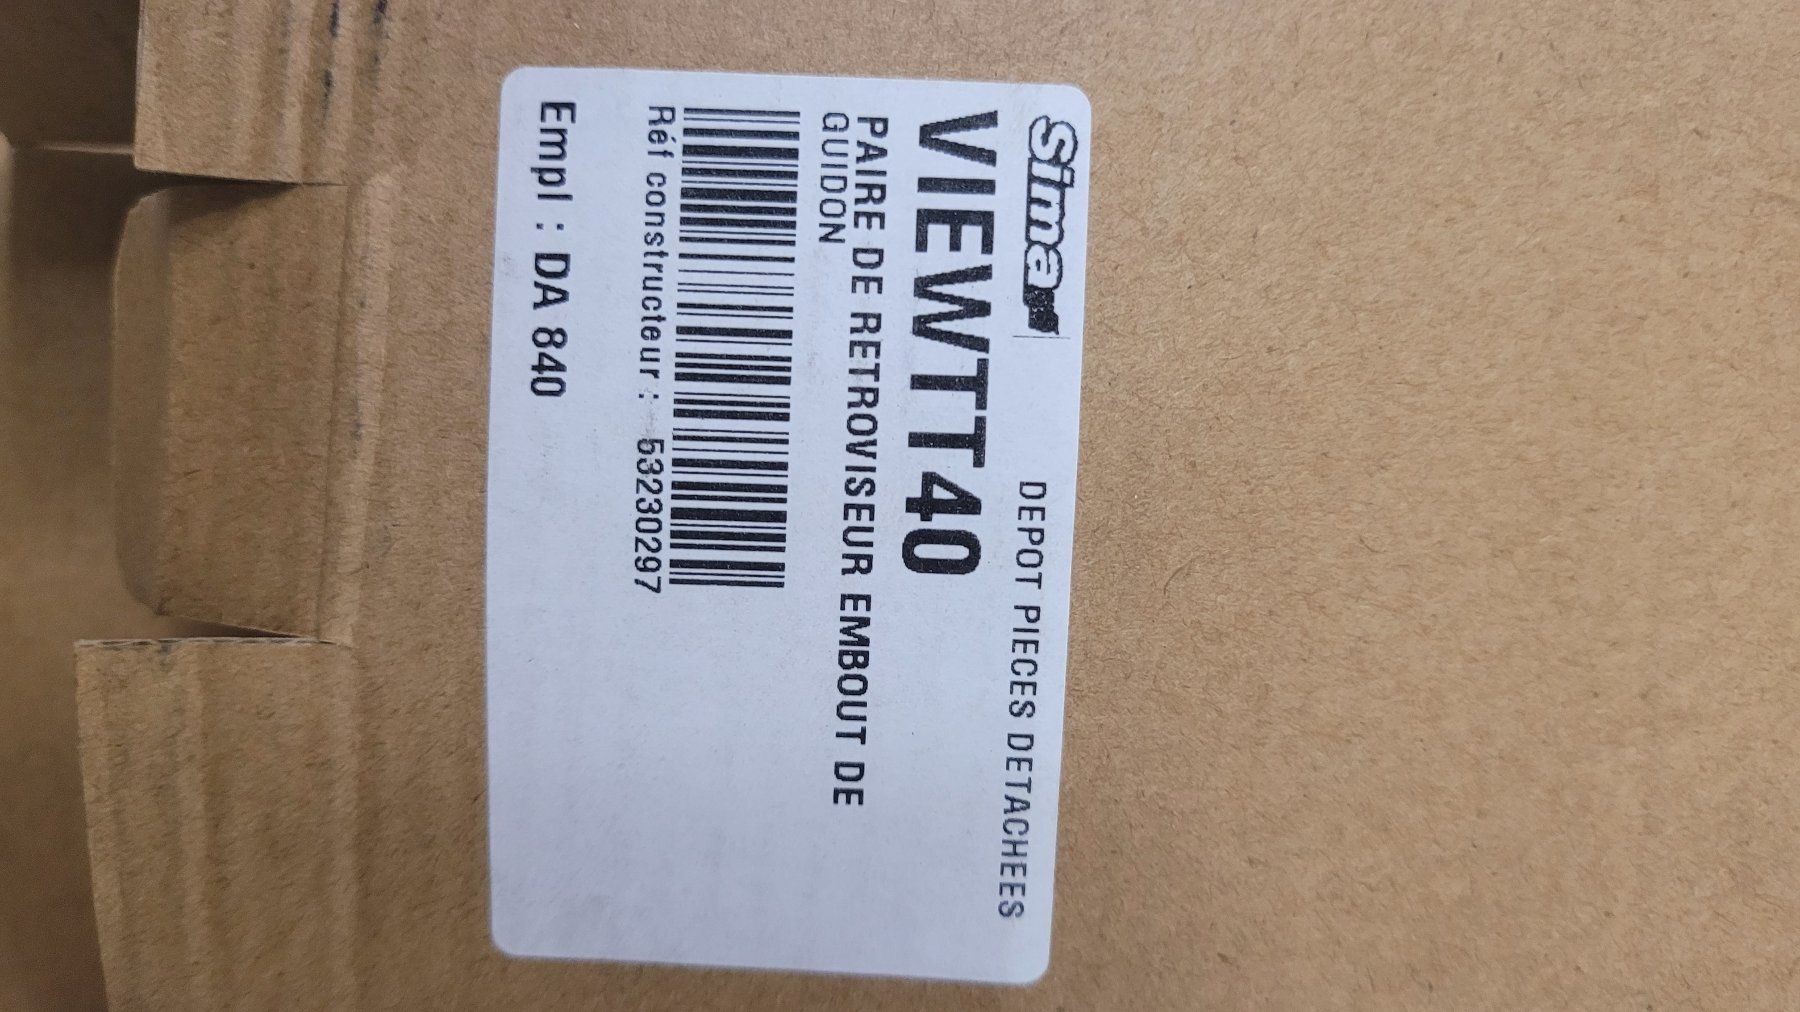 Sima
DEPOT PIECES DETACHEES
VIEWTT40
PAIRE DE RETROVISEUR EMBOUT DE
GUIDON
Réf constructeur : 53230297
Empl : DA 840